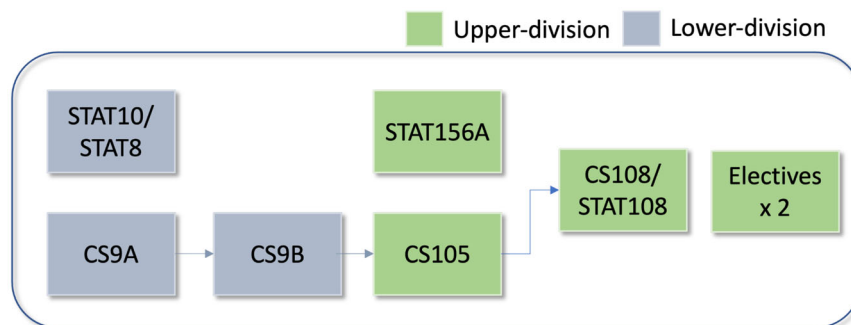 Upper-division
Lower-division
STAT10/
STAT8
STAT156A
CS108/
STAT108
Electives
x 2
CS9A
CS9B
CS105